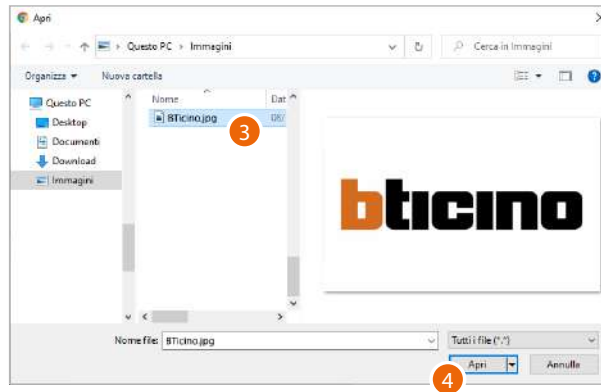 Apri
Questo PC > Immagini
Cerca in Immagini
Organizza
Nuova cartella
Questo PC
Desktop
Documenti
Download
Immagini
Nome
Dat
BTicino.jpg
08/
3
bticino
Nome file:
BTicino.jpg
Tutti i file (*.*)
Apri
Annulla
4